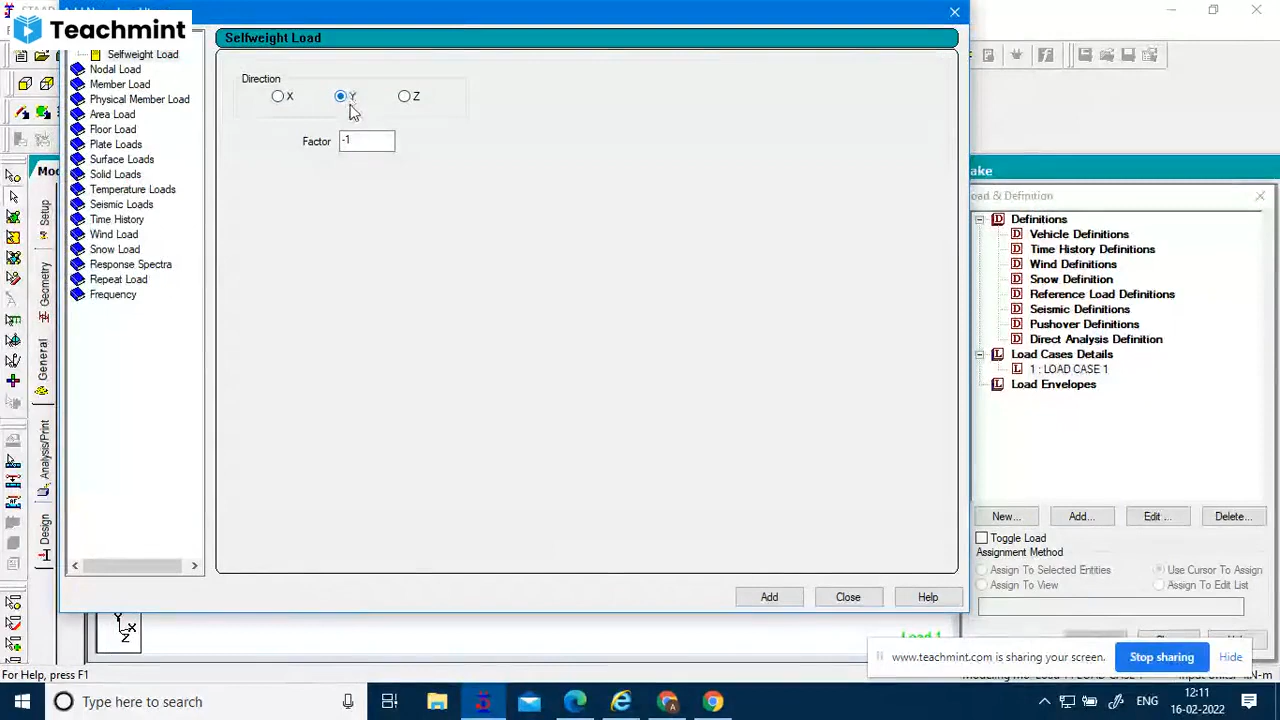 Teachmint
Selfweight Load
Selfweight Load
Nodal Load
Member Load
Physical Member Load
Area Load
Floor Load
Plate Loads
Surface Loads
Solid Loads
Temperature Loads
Seismic Loads
Time History
Wind Load
Snow Load
Response Spectra
Repeat Load
Frequency
Direction
X
Y
Z
Factor
-1
Add
Close
Help
Setup
Geometry
General
Analysis/Print
Design
ake
oad & Definition
Definitions
Vehicle Definitions
Time History Definitions
Wind Definitions
Snow Definition
Reference Load Definitions
Seismic Definitions
Pushover Definitions
Direct Analysis Definition
Load Cases Details
1 : LOAD CASE 1
Load Envelopes
New...
Add...
Edit ...
Delete...
Toggle Load
Assignment Method
Assign To Selected Entities
Use Cursor To Assign
Assign To View
Assign To Edit List
Y
X
Z
Load 1
www.teachmint.com is sharing your screen.
Stop sharing
Hide
For Help, press F1
Type here to search
ENG
12:11
16-02-2022